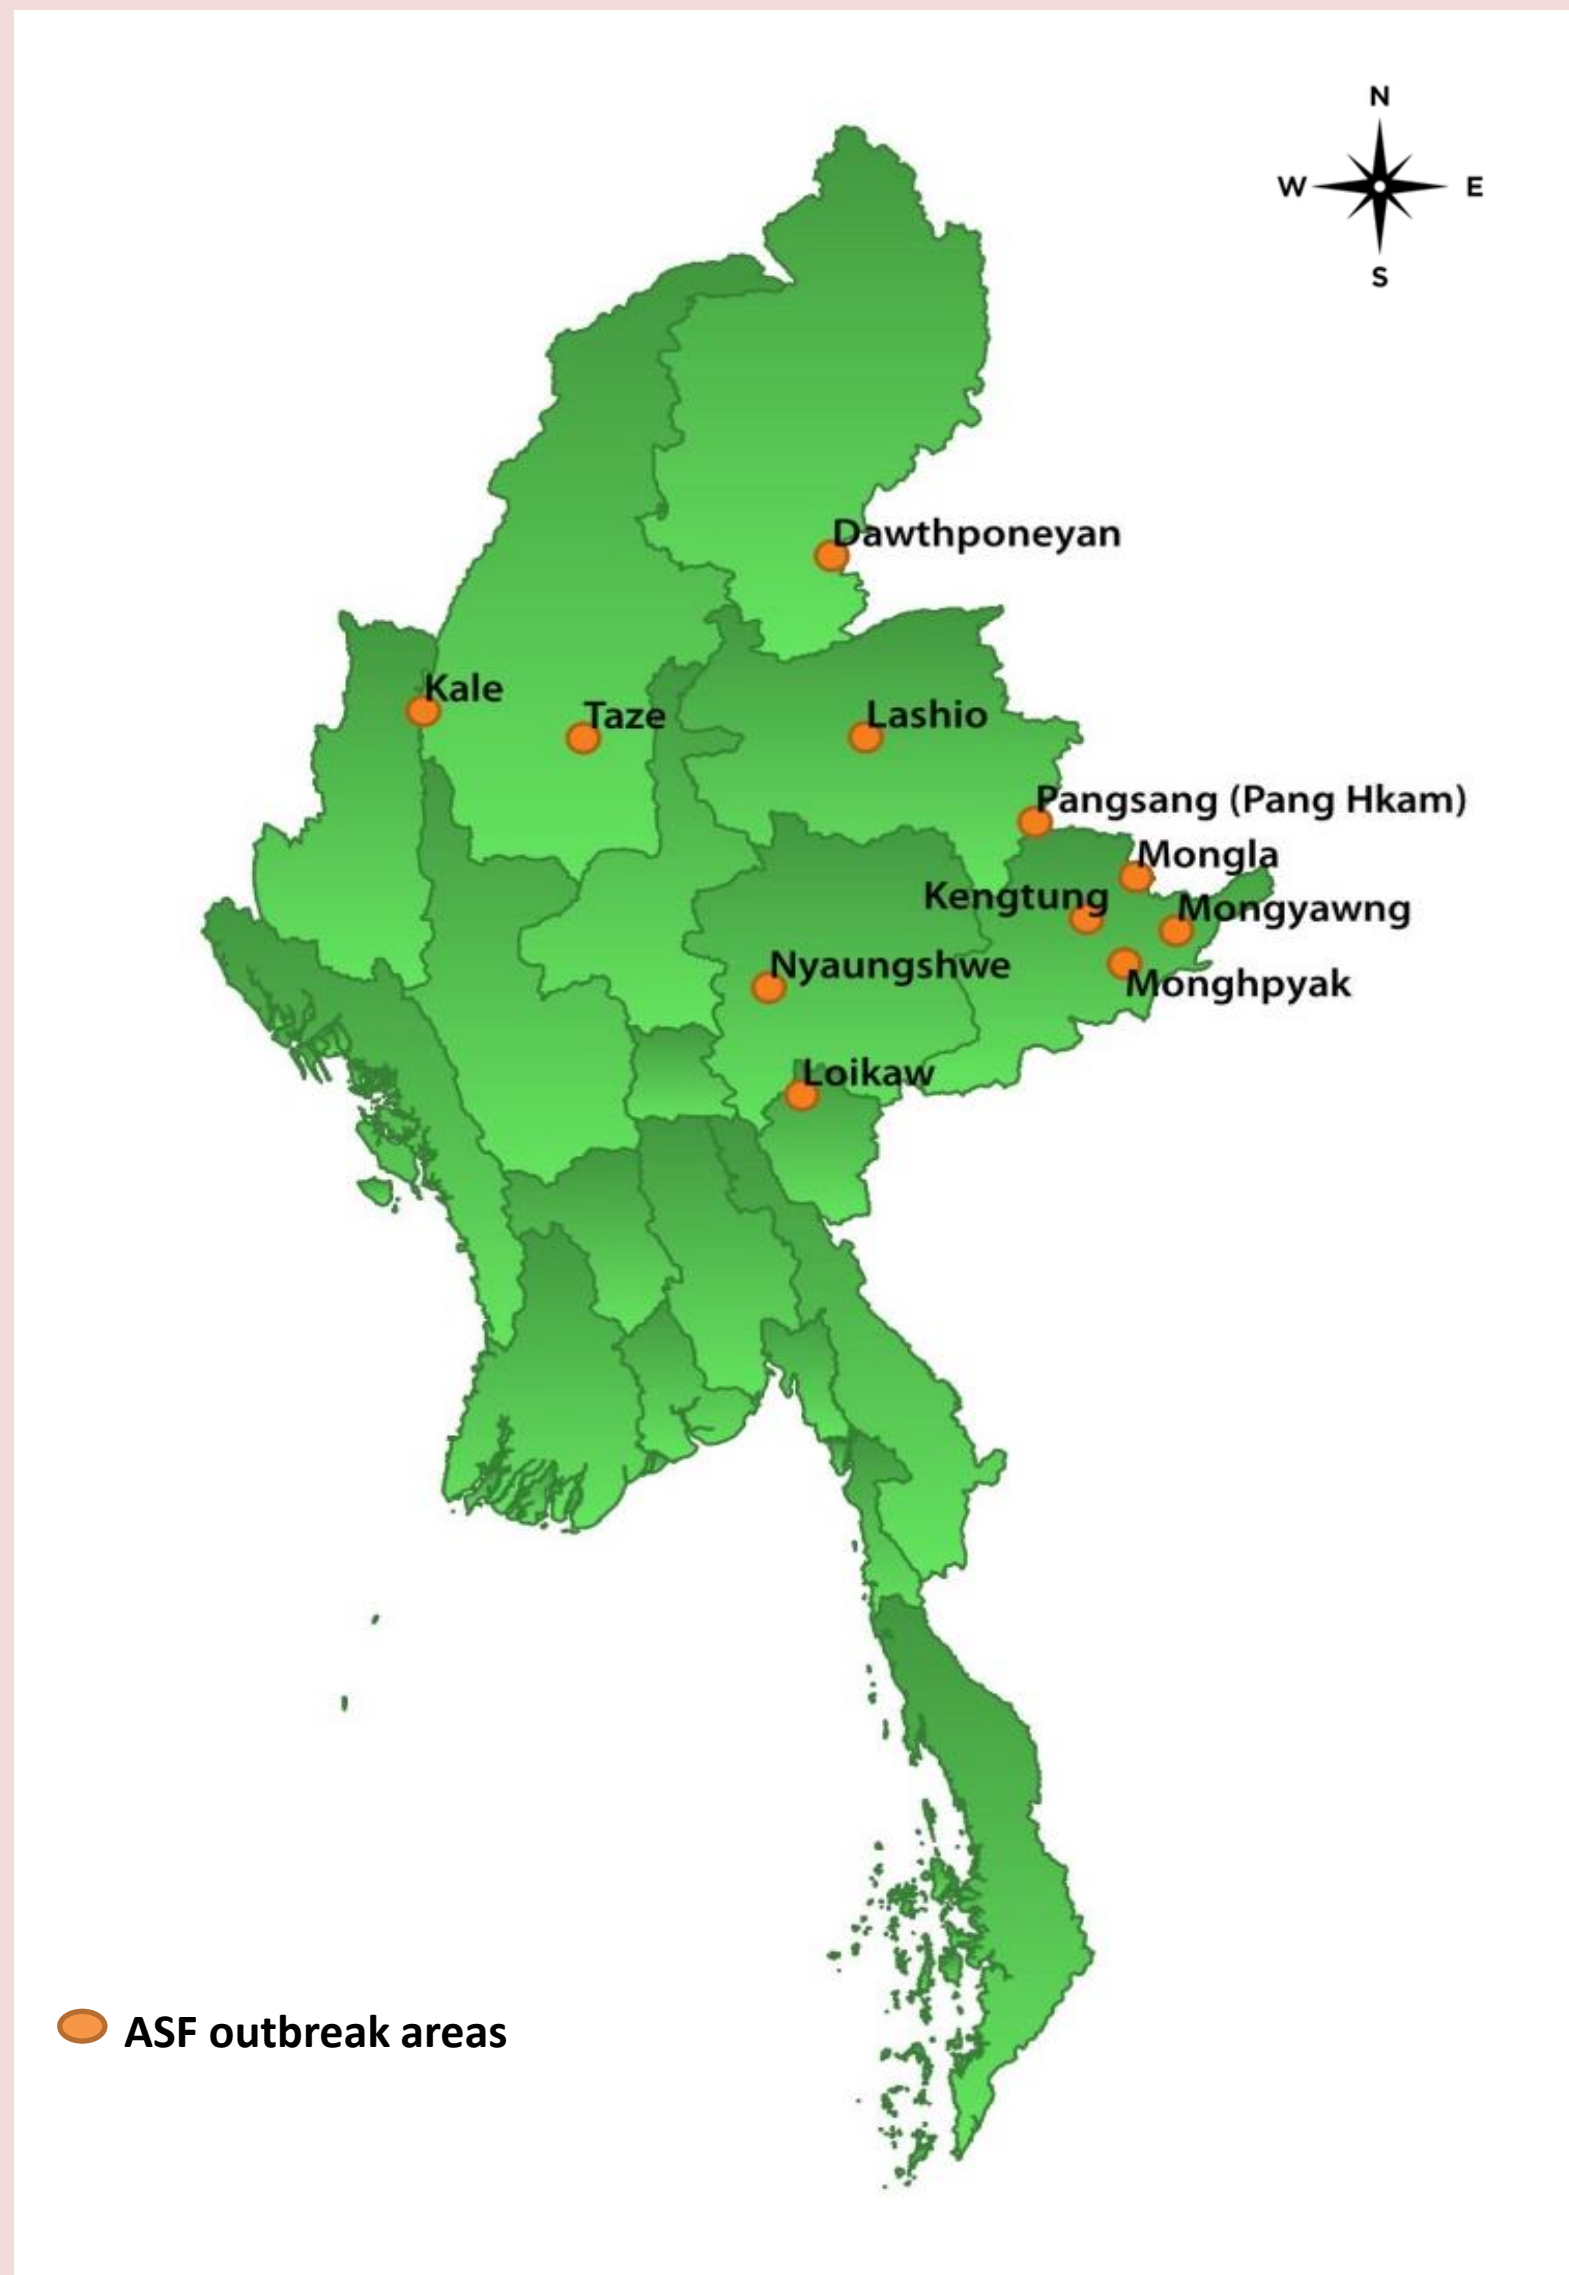 N
W E
S
Dawthponeyan
Kale
Taze
Lashio
Pangsang (Pang Hkam)
Mongla
Kengtung
Mongyawng
Nyaungshwe
Monghpyak
Loikaw
ASF outbreak areas